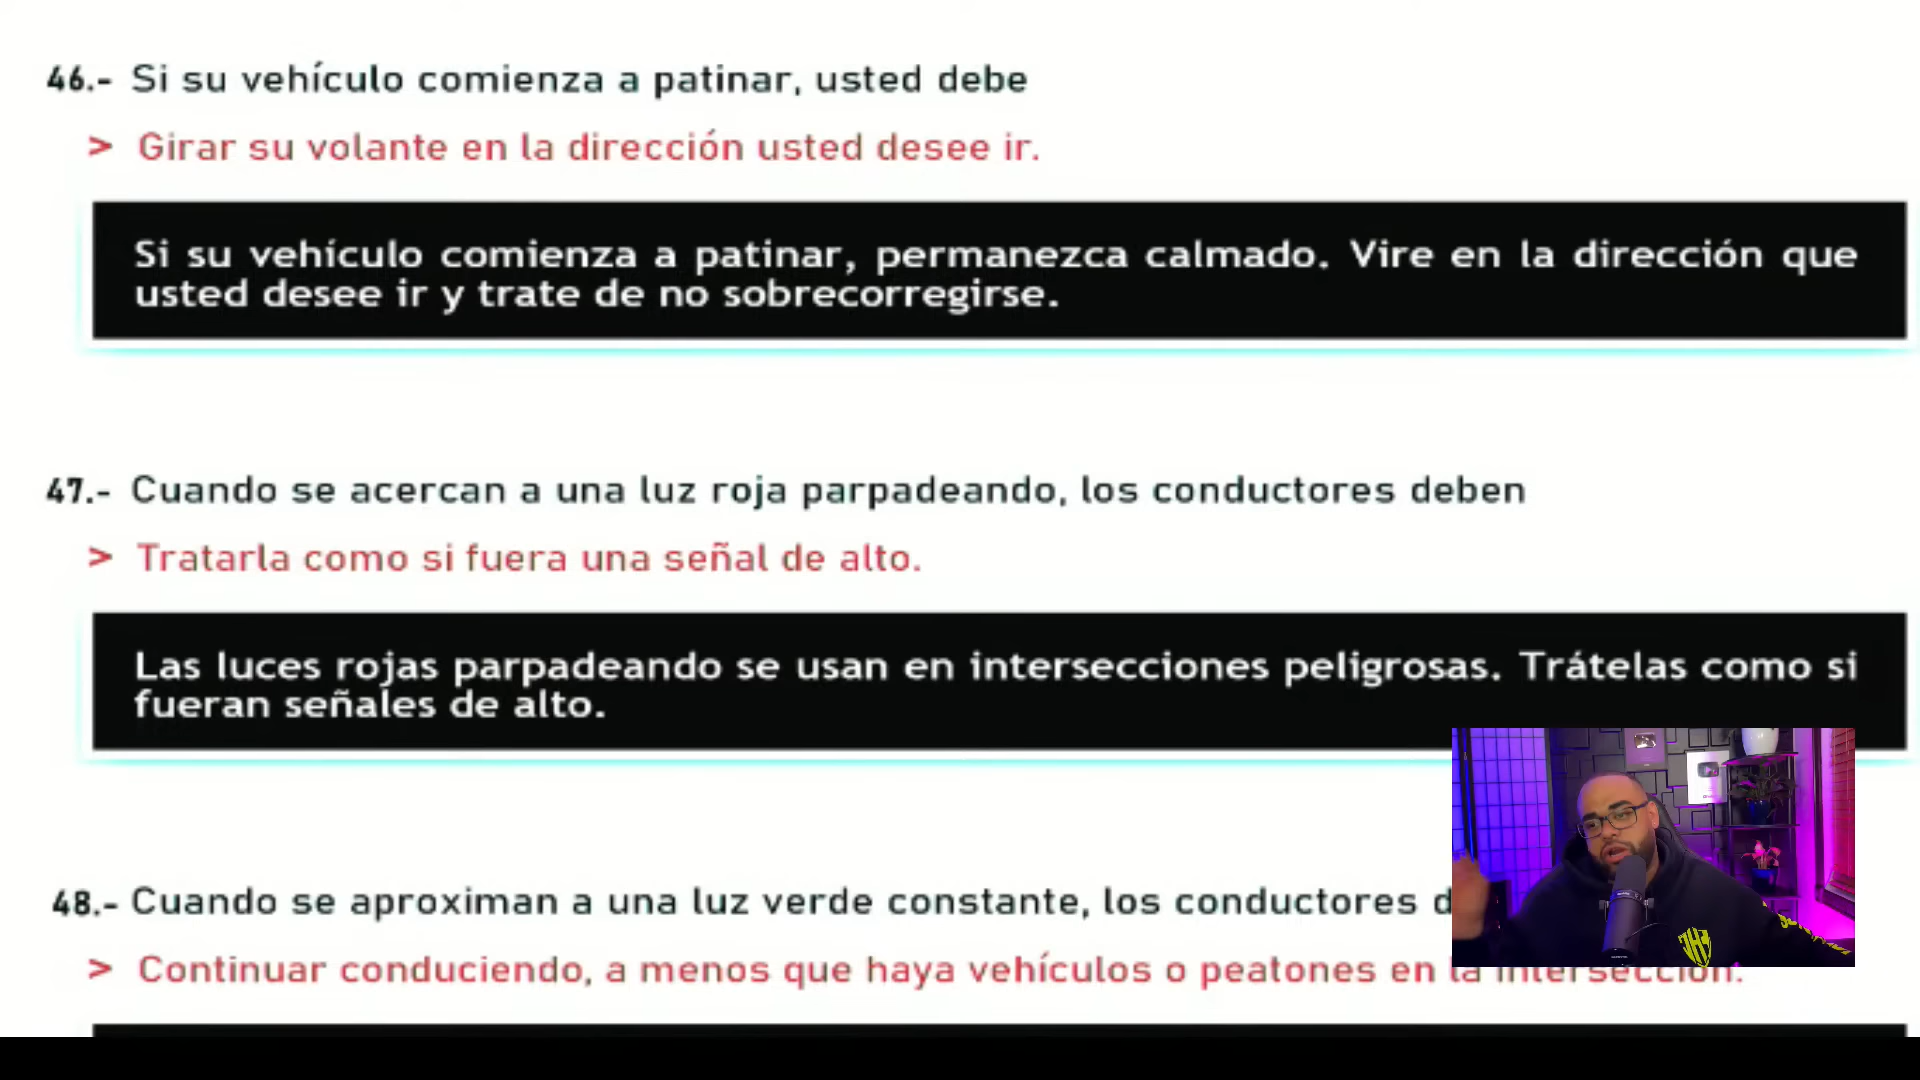 46.- Si su vehículo comienza a patinar, usted debe
> Girar su volante en la dirección usted desee ir.
Si su vehículo comienza a patinar, permanezca calmado. Vire en la dirección que
usted desee ir y trate de no sobrecorregirse.
47.- Cuando se acercan a una luz roja parpadeando, los conductores deben
> Tratarla como si fuera una señal de alto.
Las luces rojas parpadeando se usan en intersecciones peligrosas. Trátelas como si
fueran señales de alto.
48.- Cuando se aproximan a una luz verde constante, los conductores
> Continuar conduciendo, a menos que haya vehículos o peatones en la intersección.